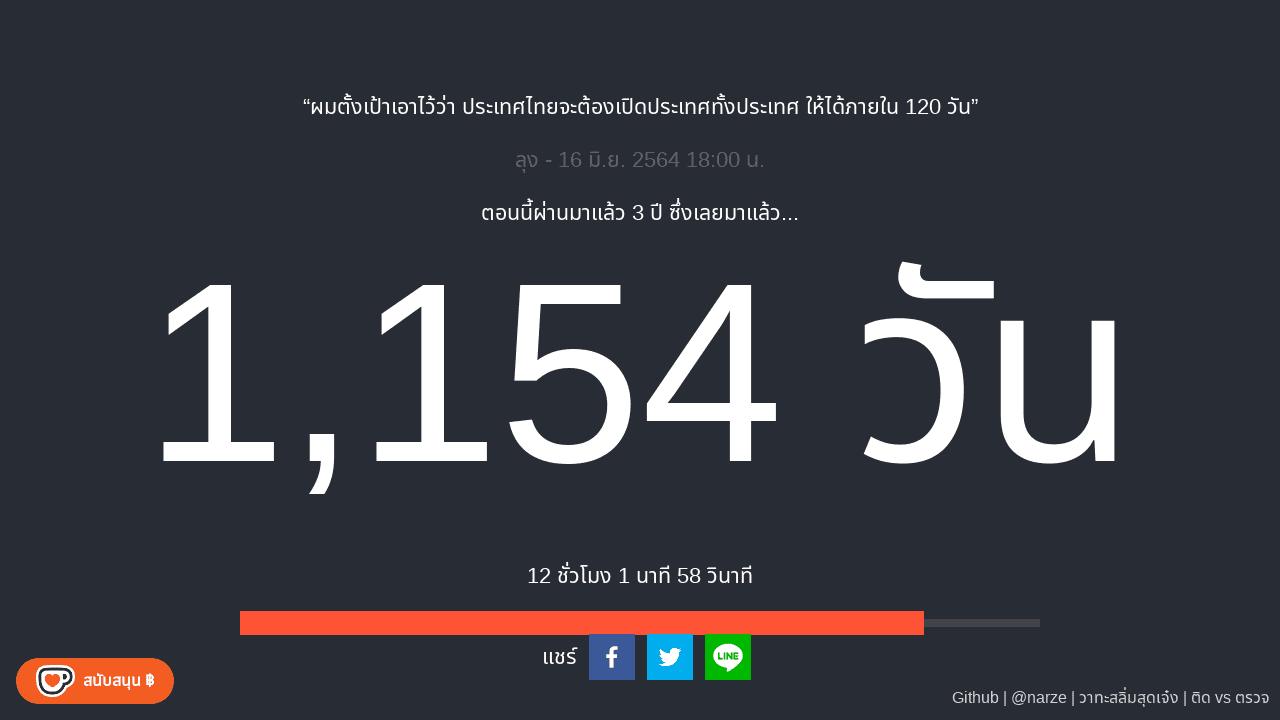 “ผมตั้งเป้าเอาไว้ว่า ประเทศไทยจะต้องเปิดประเทศทั้งประเทศ ให้ได้ภายใน 120 วัน”
ลุง - 16 มิ.ย. 2564 18:00 น.
ตอนนี้ผ่านมาแล้ว 3 ปี ซึ่งเลยมาแล้ว...
1,154 วัน
12 ชั่วโมง 1 นาที 58 วินาที
แชร์
LINE
สนับสนุน ฿
Github | @narze | วาทะสลิ่มสุดเจ๋ง | ติด vs ตรวจ